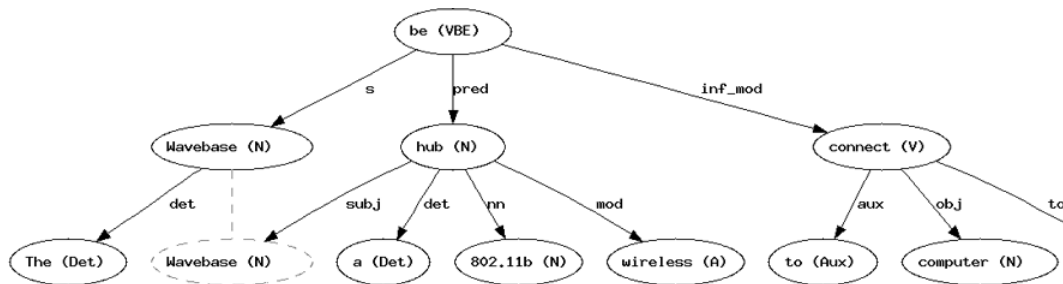 be (VBE)
s pred inf_mod
Wavebase (N) hub (N) connect (V)
det subj det nn mod aux obj to
The (Det) Wavebase (N) a (Det) 802.11b (N) wireless (A) to (Aux) computer (N)